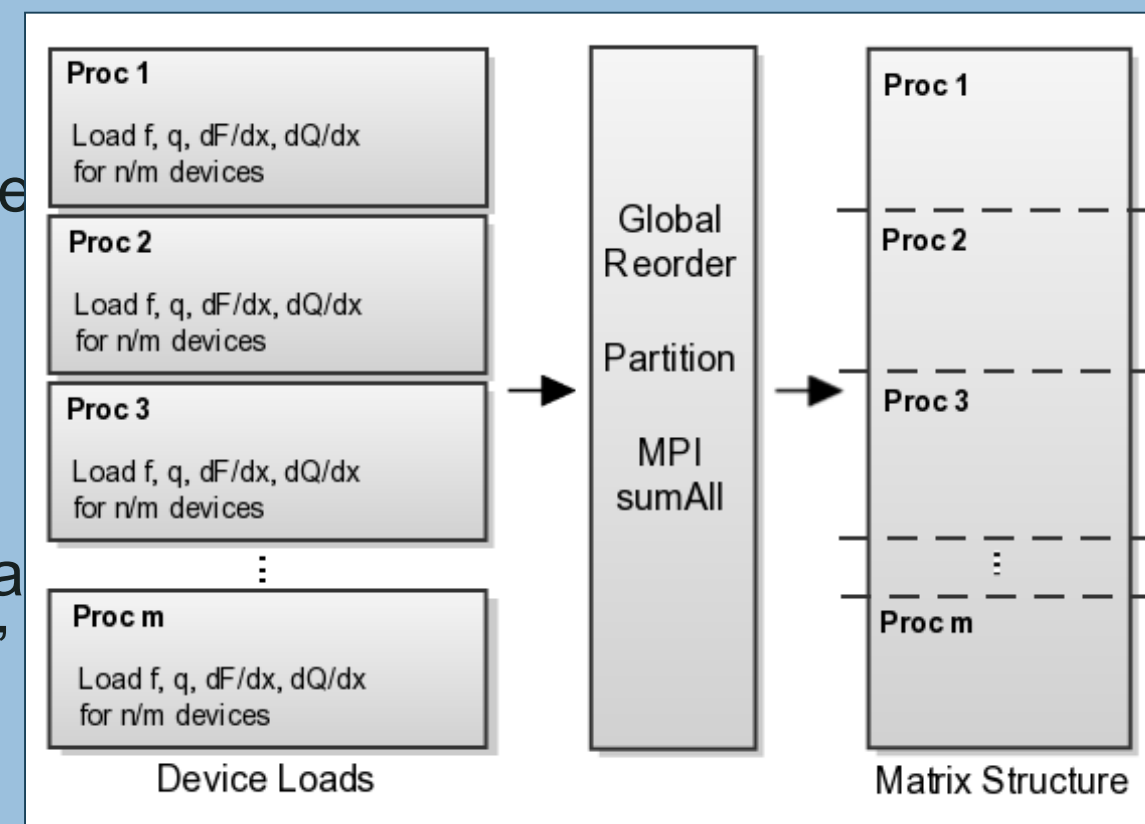 e
a
,
Proc 1
Load f, q, dF/dx, dQ/dx
for n/m devices
Proc 2
Load f, q, dF/dx, dQ/dx
for n/m devices
Proc 3
Load f, q, dF/dx, dQ/dx
for n/m devices
⋮
Proc m
Load f, q, dF/dx, dQ/dx
for n/m devices
Device Loads
Global
Reorder
Partition
MPI
sumAll
Proc 1
Proc 2
Proc 3
⋮
Proc m
Matrix Structure